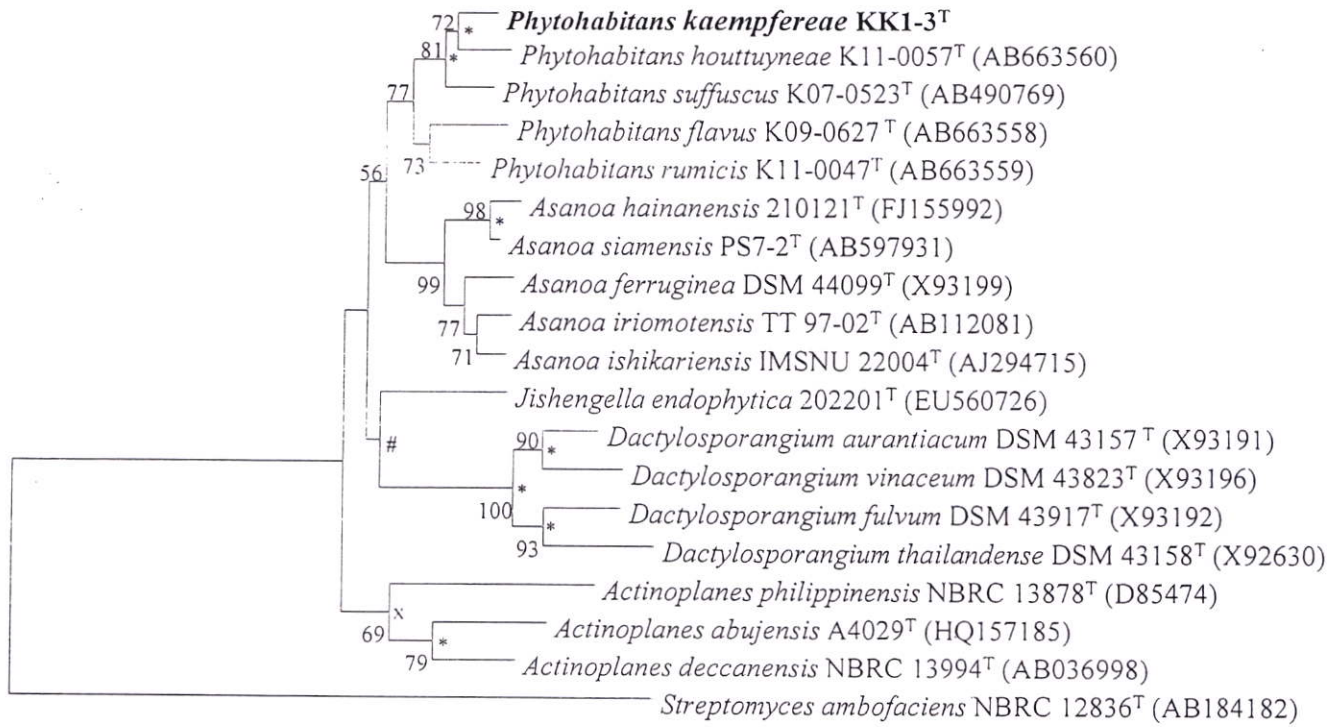 72 * Phytohabitans kaempfereae KK1-3ᵀ
81 * Phytohabitans houttuyneae K11-0057ᵀ (AB663560)
77 Phytohabitans suffuscus K07-0523ᵀ (AB490769)
Phytohabitans flavus K09-0627 ᵀ (AB663558)
56 73 Phytohabitans rumicis K11-0047ᵀ (AB663559)
98 * Asanoa hainanensis 210121ᵀ (FJ155992)
Asanoa siamensis PS7-2ᵀ (AB597931)
99 Asanoa ferruginea DSM 44099ᵀ (X93199)
77 Asanoa iriomotensis TT 97-02ᵀ (AB112081)
71 Asanoa ishikariensis IMSNU 22004ᵀ (AJ294715)
Jishengella endophytica 202201ᵀ (EU560726)
# 90 * Dactylosporangium aurantiacum DSM 43157 ᵀ (X93191)
* Dactylosporangium vinaceum DSM 43823ᵀ (X93196)
100 * Dactylosporangium fulvum DSM 43917ᵀ (X93192)
93 Dactylosporangium thailandense DSM 43158ᵀ (X92630)
x Actinoplanes philippinensis NBRC 13878ᵀ (D85474)
69 * Actinoplanes abujensis A4029ᵀ (HQ157185)
79 Actinoplanes deccanensis NBRC 13994ᵀ (AB036998)
Streptomyces ambofaciens NBRC 12836ᵀ (AB184182)